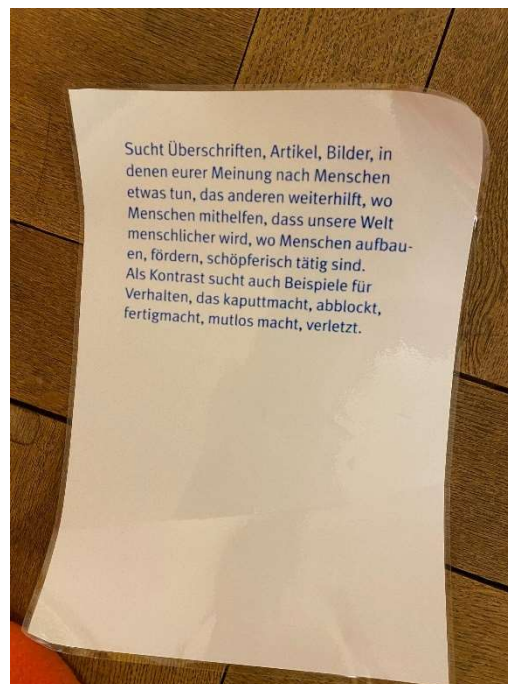 Sucht Überschriften, Artikel, Bilder, in
denen eurer Meinung nach Menschen
etwas tun, das anderen weiterhilft, wo
Menschen mithelfen, dass unsere Welt
menschlicher wird, wo Menschen aufbau-
en, fördern, schöpferisch tätig sind.
Als Kontrast sucht auch Beispiele für
Verhalten, das kaputtmacht, abblockt,
fertigmacht, mutlos macht, verletzt.